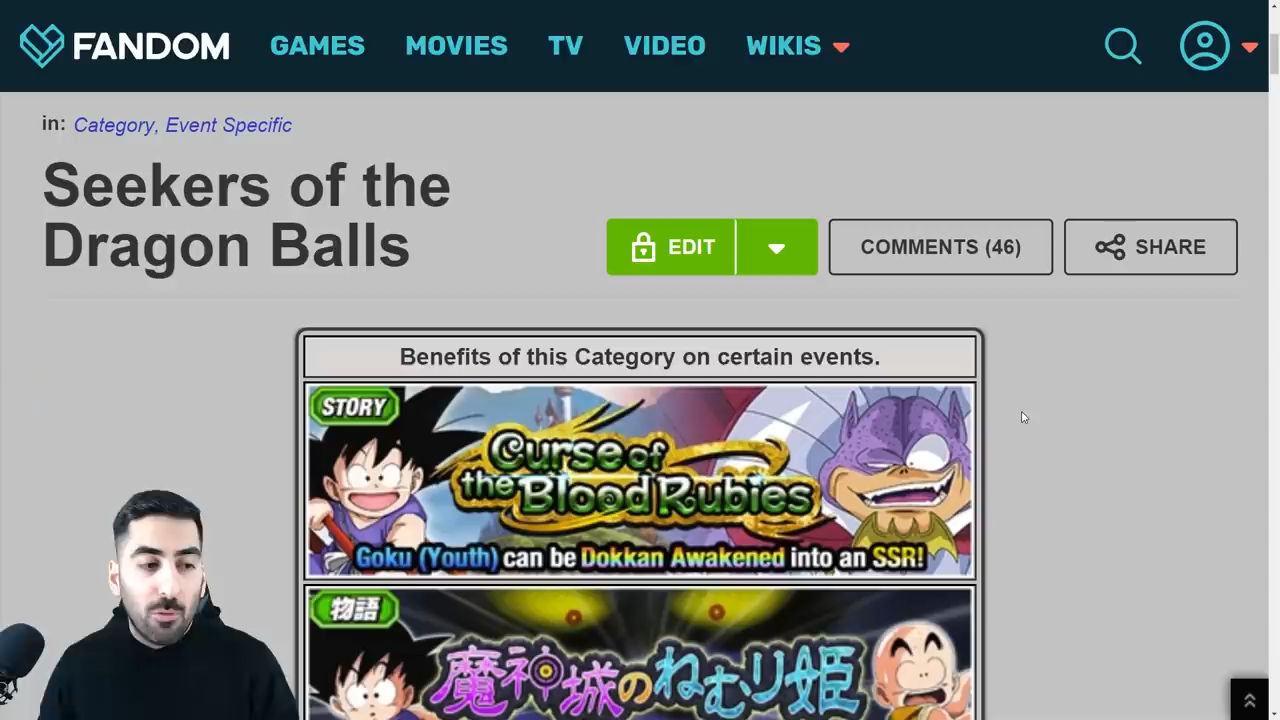 FANDOM GAMES MOVIES TV VIDEO WIKIS
in: Category, Event Specific
Seekers of the
Dragon Balls
EDIT COMMENTS (46) SHARE
Benefits of this Category on certain events.
STORY
Curse of
the Blood Rubies
Goku (Youth) can be Dokkan Awakened into an SSR!
物語
魔神城のねむり姫